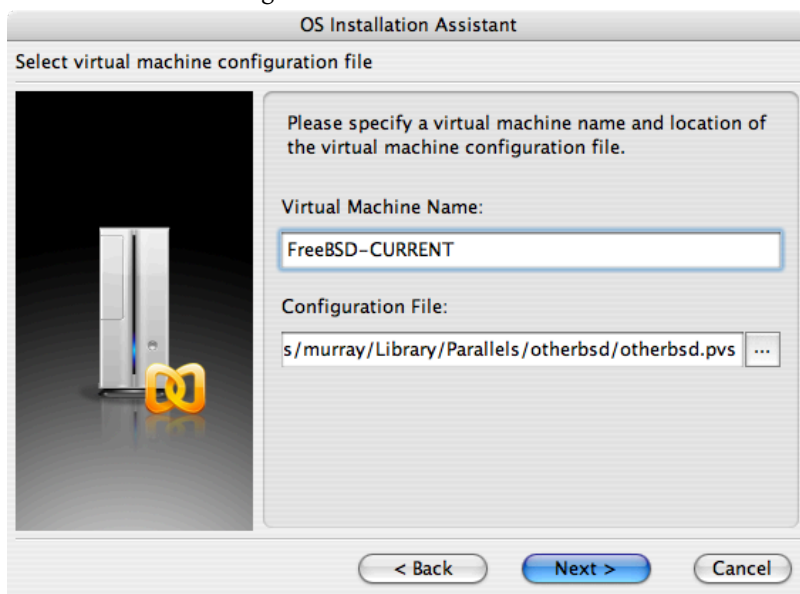 OS Installation Assistant
Select virtual machine configuration file
Please specify a virtual machine name and location of
the virtual machine configuration file.
Virtual Machine Name:
FreeBSD-CURRENT
Configuration File:
s/murray/Library/Parallels/otherbsd/otherbsd.pvs ...
< Back Next > Cancel